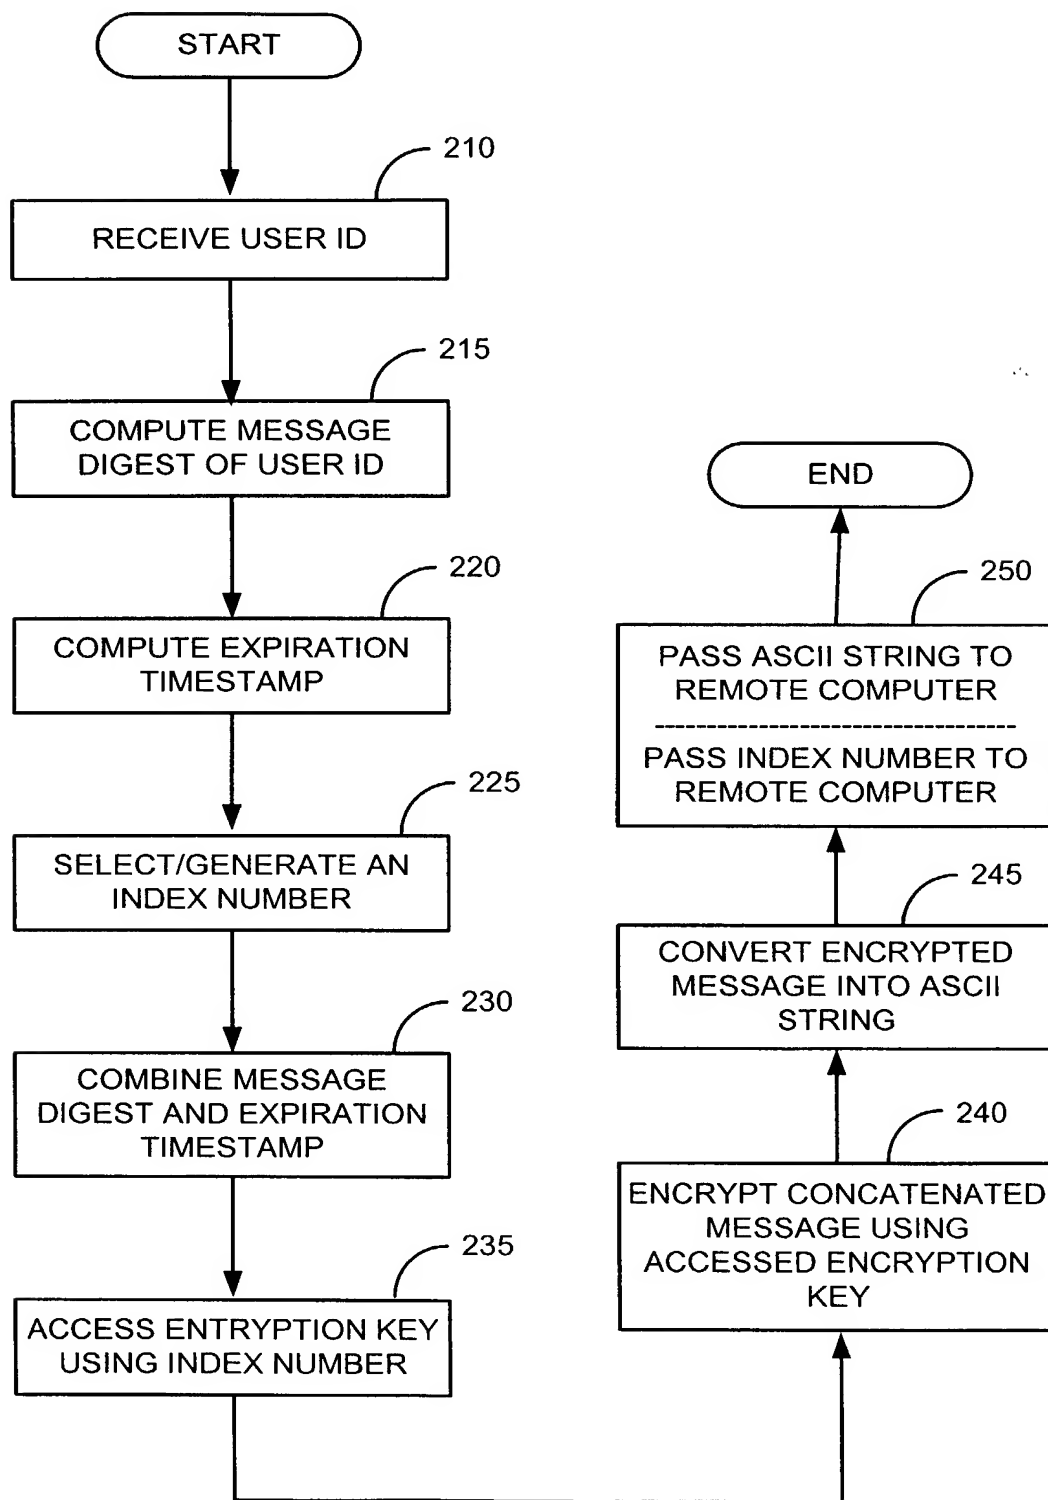 START
210
RECEIVE USER ID
215
COMPUTE MESSAGE
DIGEST OF USER ID
220
COMPUTE EXPIRATION
TIMESTAMP
225
SELECT/GENERATE AN
INDEX NUMBER
230
COMBINE MESSAGE
DIGEST AND EXPIRATION
TIMESTAMP
235
ACCESS ENTRYPTION KEY
USING INDEX NUMBER
240
ENCRYPT CONCATENATED
MESSAGE USING
ACCESSED ENCRYPTION
KEY
245
CONVERT ENCRYPTED
MESSAGE INTO ASCII
STRING
250
PASS ASCII STRING TO
REMOTE COMPUTER
PASS INDEX NUMBER TO
REMOTE COMPUTER
END